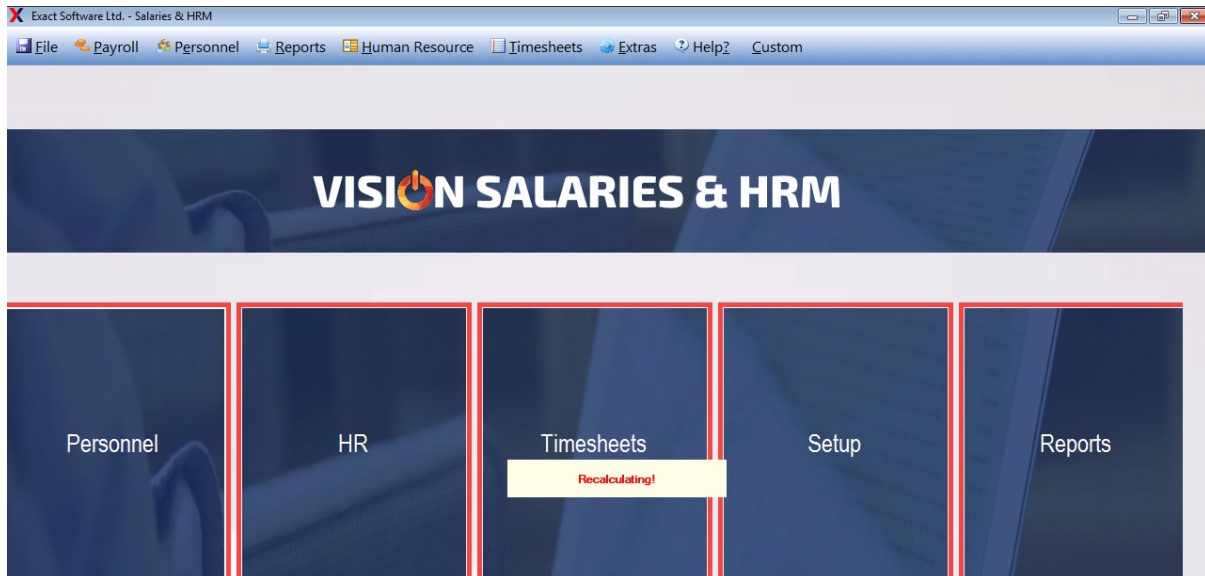 Exact Software Ltd. - Salaries & HRM
File Payroll Personnel Reports Human Resource Timesheets Extras Help? Custom
VISION SALARIES & HRM
Personnel HR Timesheets Setup Reports
Recalculating!